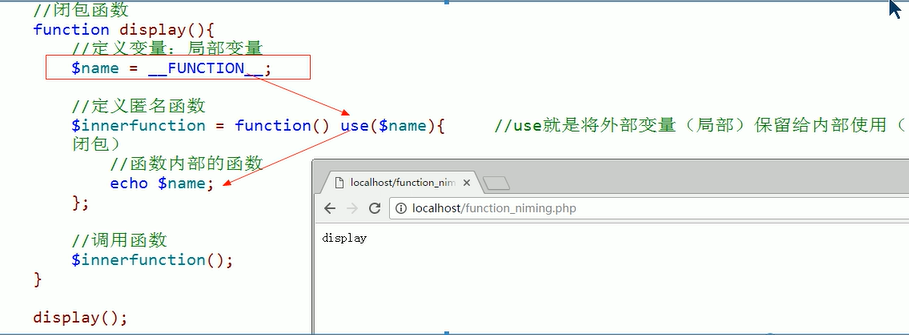 //闭包函数
function display(){
//定义变量：局部变量
$name = __FUNCTION__;
//定义匿名函数
$innerfunction = function() use($name){ //use就是将外部变量（局部）保留给内部使用（
闭包）
//函数内部的函数
echo $name;
};
//调用函数
$innerfunction();
}
display();
localhost/function_nim
localhost/function_niming.php
display